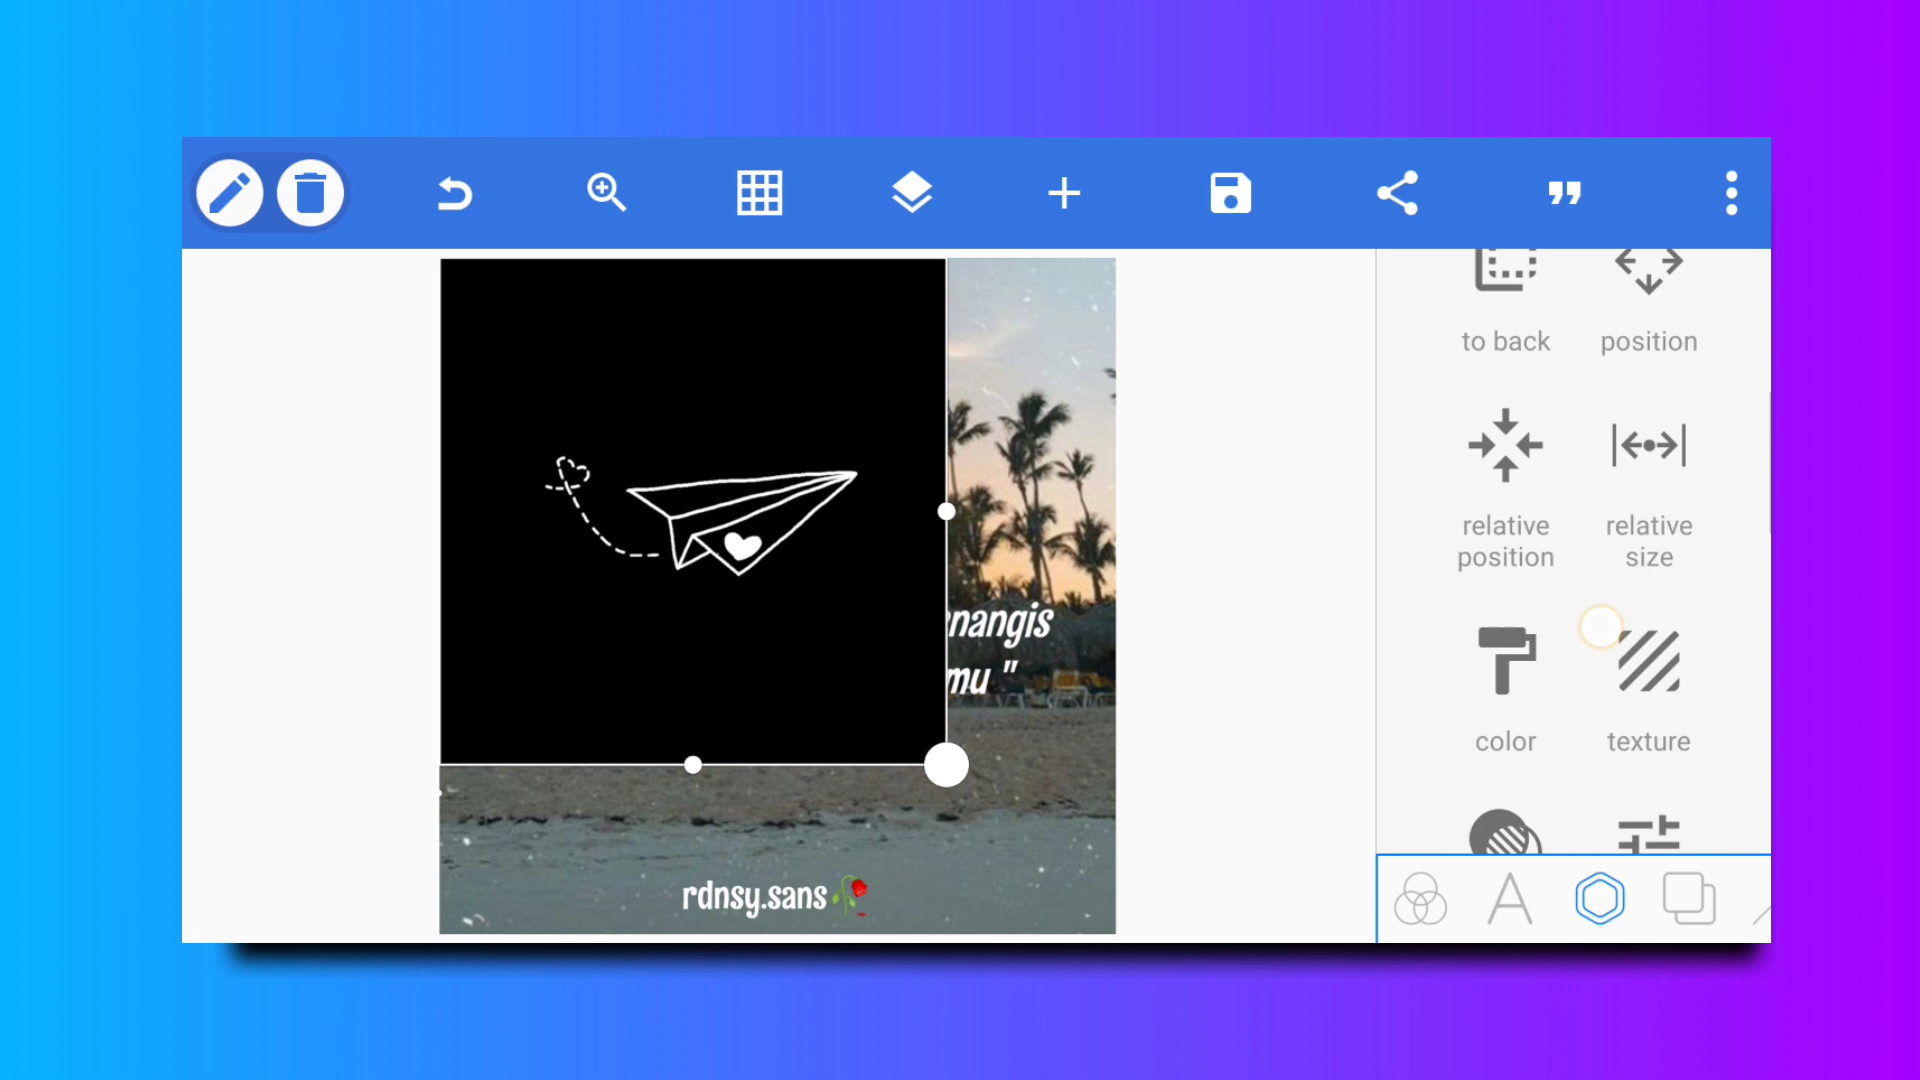 to back
position
relative
position
relative
size
nangis
mu "
color
texture
rdnsy.sans